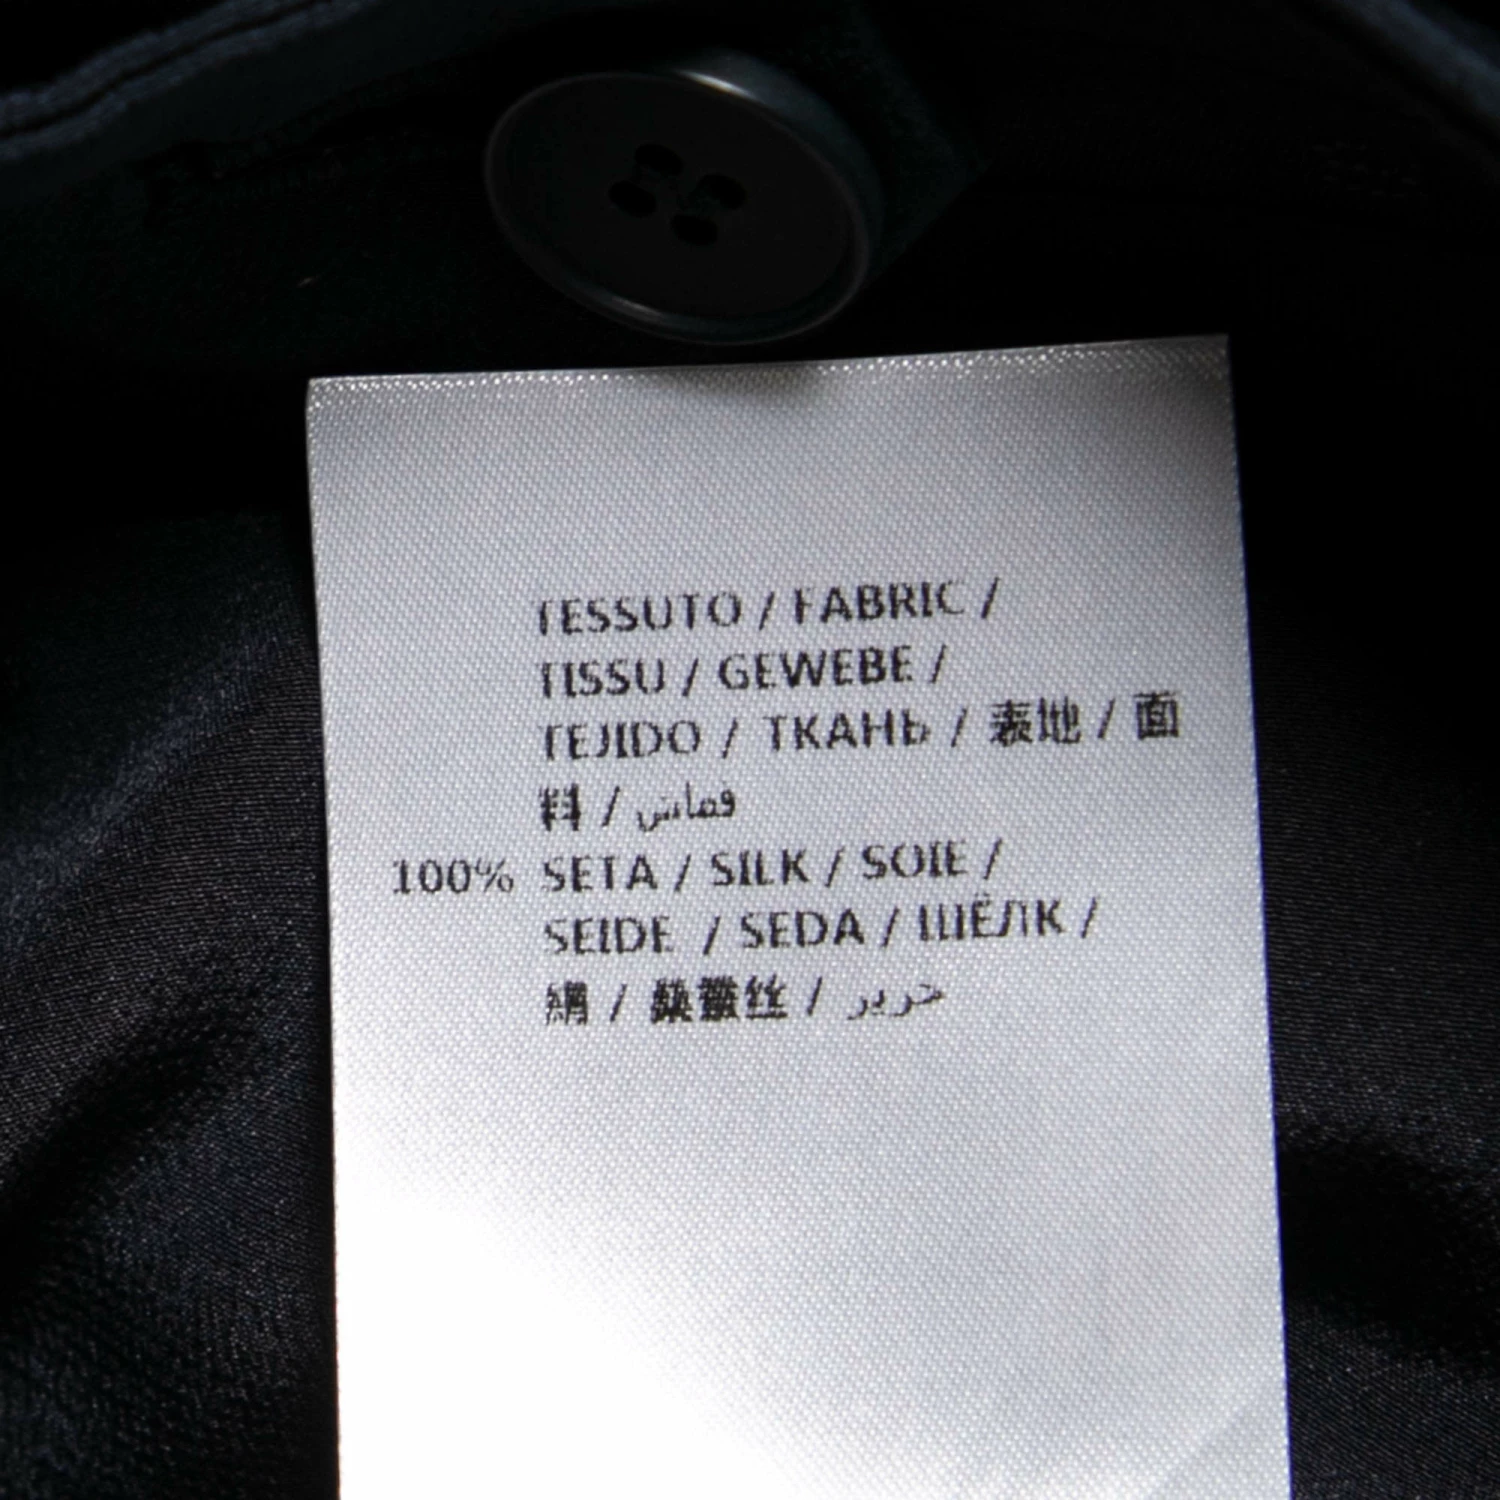 TESSUTO / FABRIC /
TISSU / GEWEBE /
TEJIDO / ТКАНЬ / 表地 / 面
料 / قماش
100% SETA / SILK / SOIE /
SEIDE / SEDA / ШЁЛК /
絹 / 桑蚕丝 / حرير